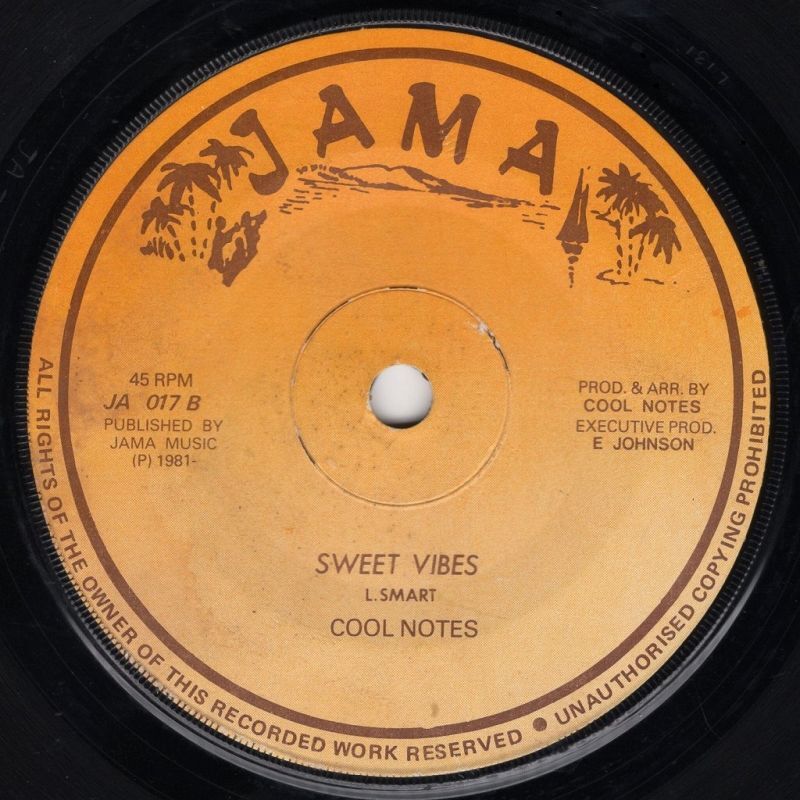 JAMA
45 RPM
JA 017 B
PUBLISHED BY
JAMA MUSIC
(P) 1981-
PROD. & ARR. BY
COOL NOTES
EXECUTIVE PROD.
E JOHNSON
SWEET VIBES
L. SMART
COOL NOTES
ALL RIGHTS OF THE OWNER OF THIS RECORDED WORK RESERVED ● UNAUTHORISED COPYING PROHIBITED